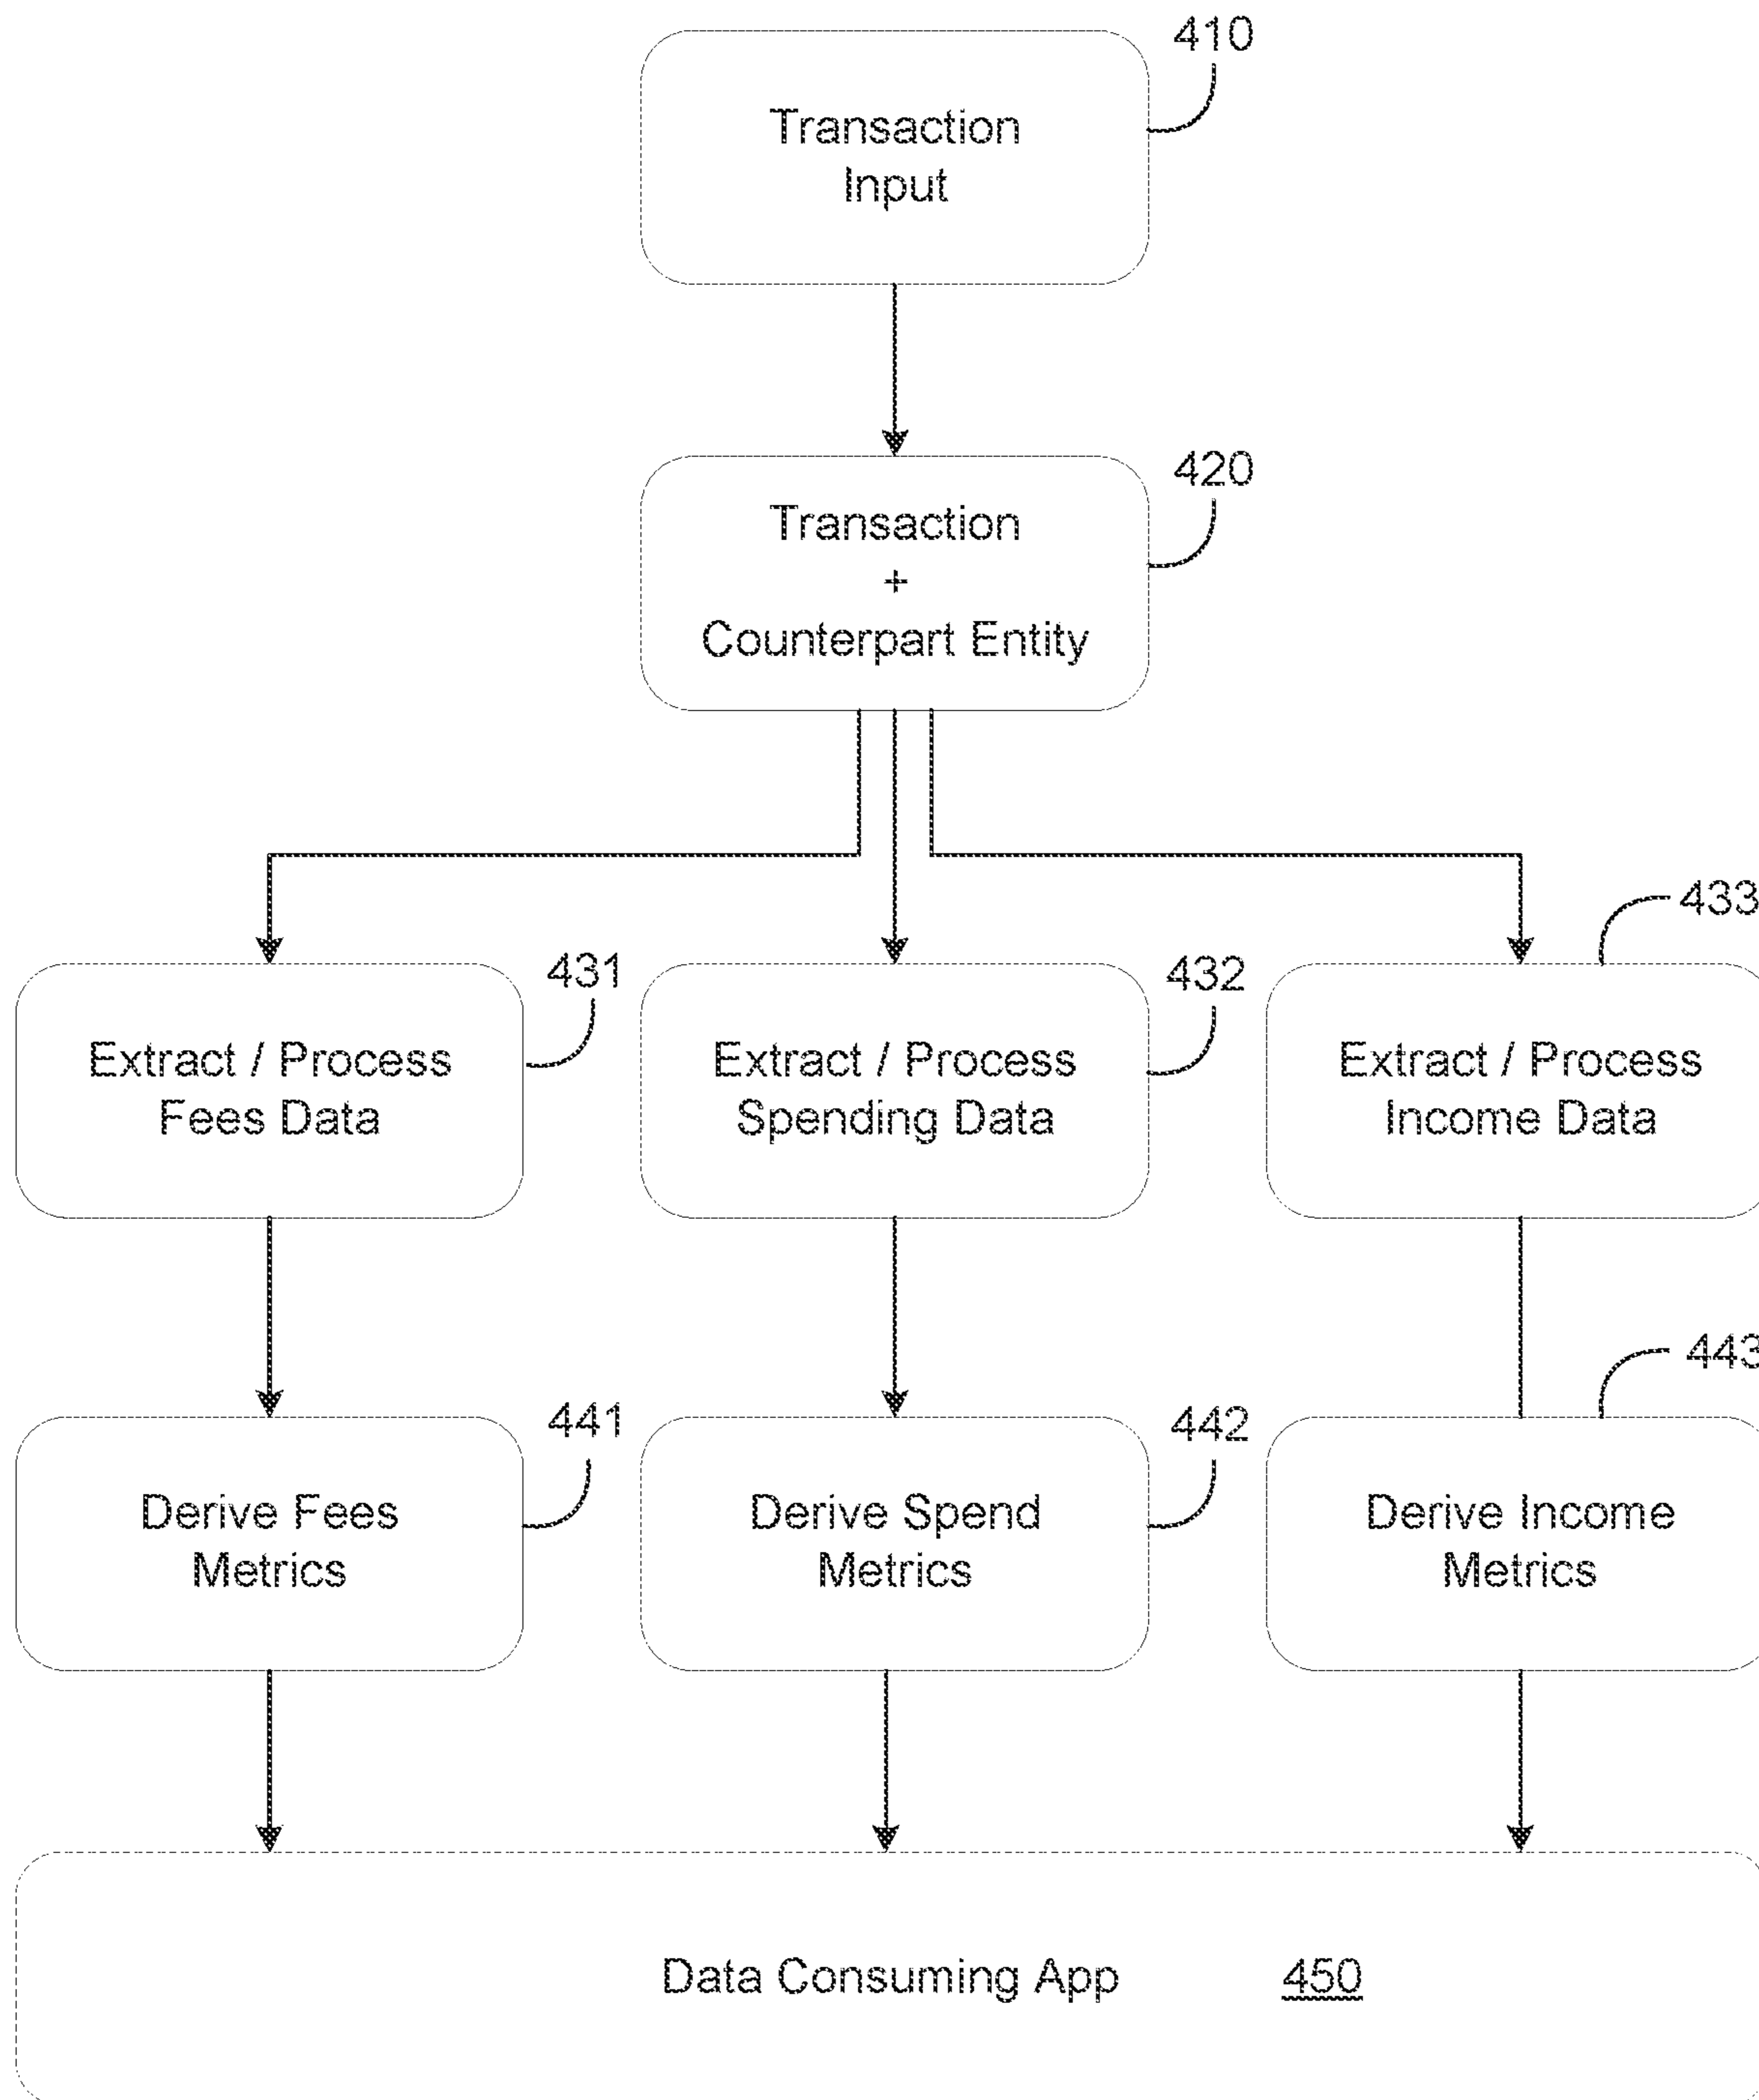 410
Transaction
Input
420
Transaction
+
Counterpart Entity
433
431
432
Extract / Process
Fees Data
Extract / Process
Spending Data
Extract / Process
Income Data
443
441
442
Derive Fees
Metrics
Derive Spend
Metrics
Derive Income
Metrics
Data Consuming App 450